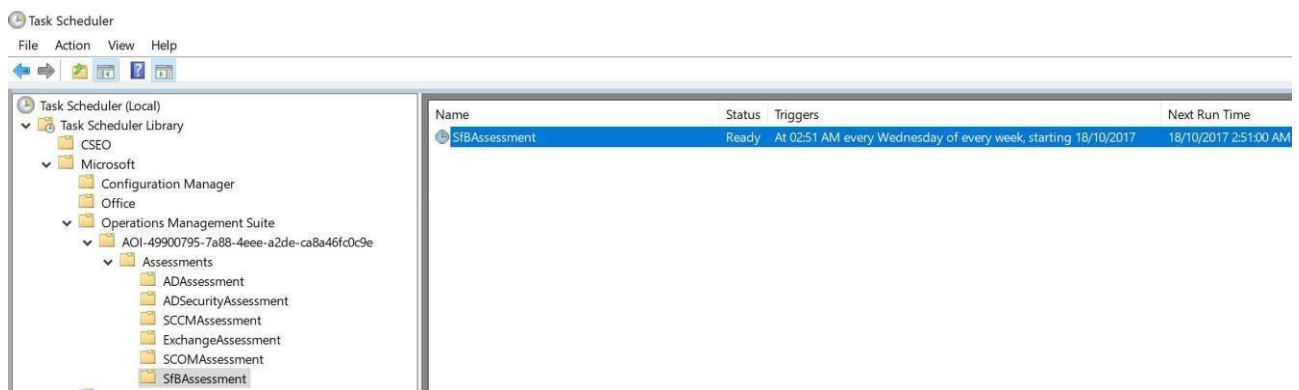 Task Scheduler
File Action View Help
Task Scheduler (Local)
Task Scheduler Library
CSEO
Microsoft
Configuration Manager
Office
Operations Management Suite
AOI-49900795-7a88-4eee-a2de-ca8a46fc0c9e
Assessments
ADAssessment
ADSecurityAssessment
SCCMAssessment
ExchangeAssessment
SCOMAssessment
SfBAssessment
Name Status Triggers Next Run Time
SfBAssessment Ready At 02:51 AM every Wednesday of every week, starting 18/10/2017 18/10/2017 2:51:00 AM